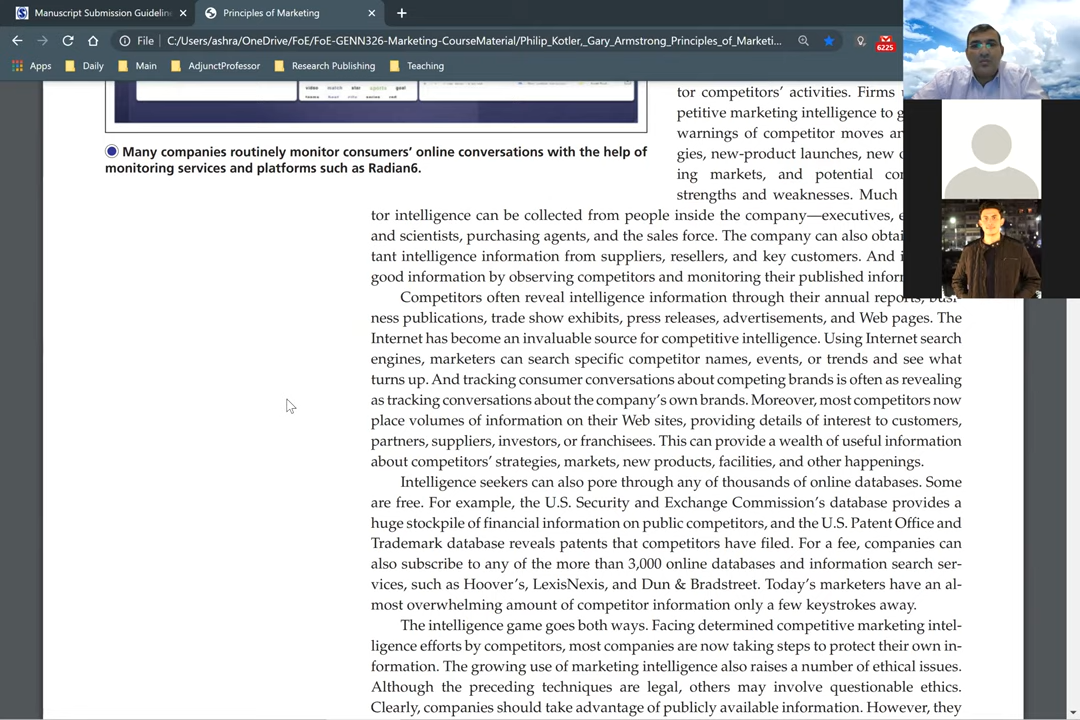 Manuscript Submission Guidelin
Principles of Marketing
File
C:/Users/ashra/OneDrive/FoE/FoE-GENN326-Marketing-CourseMaterial/Philip_Kotler,_Gary_Armstrong_Principles_of_Marketi...
6225
Apps Daily Main AdjunctProfessor Research Publishing Teaching
video match star sports goal
Many companies routinely monitor consumers' online conversations with the help of
monitoring services and platforms such as Radian6.
tor competitors' activities. Firms
petitive marketing intelligence to g
warnings of competitor moves an
gies, new-product launches, new
ing markets, and potential co
strengths and weaknesses. Much
tor intelligence can be collected from people inside the company—executives, e
and scientists, purchasing agents, and the sales force. The company can also obtai
tant intelligence information from suppliers, resellers, and key customers. And i
good information by observing competitors and monitoring their published infor
Competitors often reveal intelligence information through their annual reports, busi-
ness publications, trade show exhibits, press releases, advertisements, and Web pages. The
Internet has become an invaluable source for competitive intelligence. Using Internet search
engines, marketers can search specific competitor names, events, or trends and see what
turns up. And tracking consumer conversations about competing brands is often as revealing
as tracking conversations about the company's own brands. Moreover, most competitors now
place volumes of information on their Web sites, providing details of interest to customers,
partners, suppliers, investors, or franchisees. This can provide a wealth of useful information
about competitors' strategies, markets, new products, facilities, and other happenings.
Intelligence seekers can also pore through any of thousands of online databases. Some
are free. For example, the U.S. Security and Exchange Commission's database provides a
huge stockpile of financial information on public competitors, and the U.S. Patent Office and
Trademark database reveals patents that competitors have filed. For a fee, companies can
also subscribe to any of the more than 3,000 online databases and information search ser-
vices, such as Hoover's, LexisNexis, and Dun & Bradstreet. Today's marketers have an al-
most overwhelming amount of competitor information only a few keystrokes away.
The intelligence game goes both ways. Facing determined competitive marketing intel-
ligence efforts by competitors, most companies are now taking steps to protect their own in-
formation. The growing use of marketing intelligence also raises a number of ethical issues.
Although the preceding techniques are legal, others may involve questionable ethics.
Clearly, companies should take advantage of publicly available information. However, they